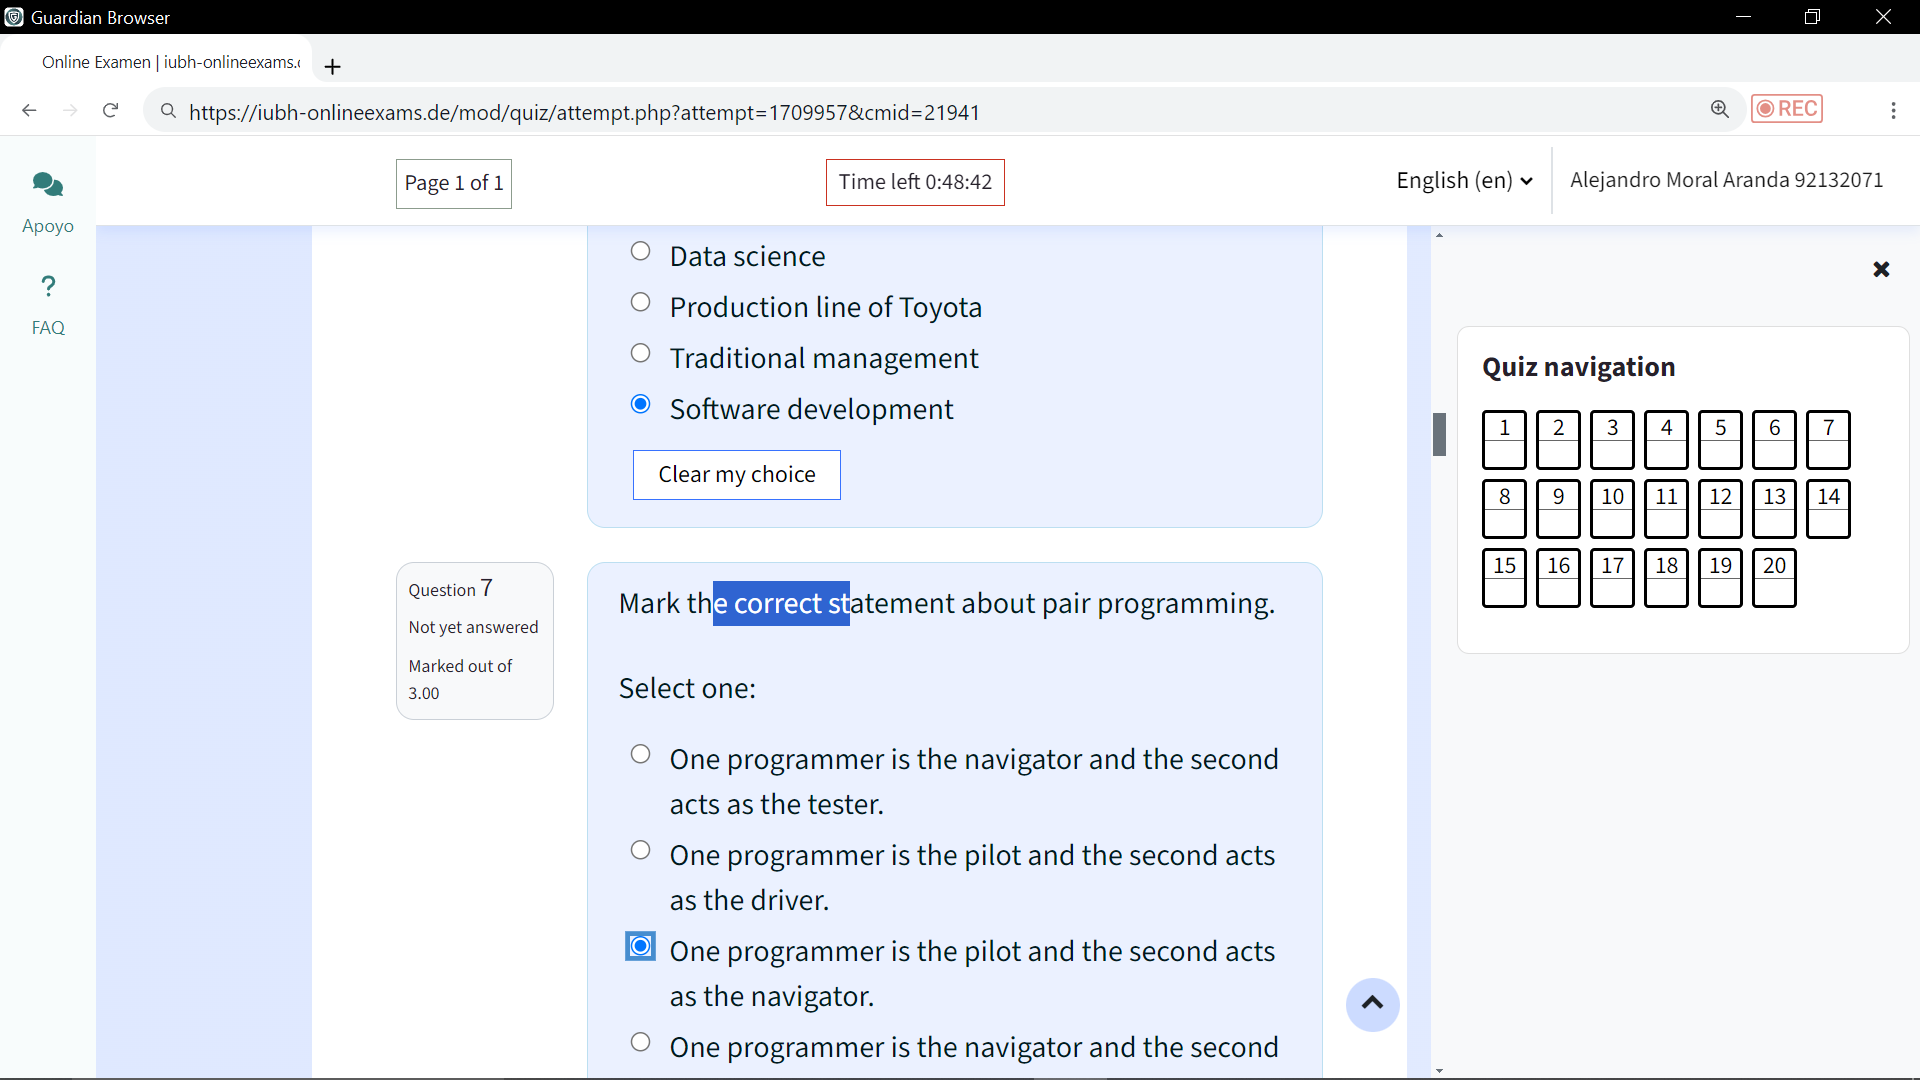 Guardian Browser
Online Examen | iubh-onlineexams.
https://iubh-onlineexams.de/mod/quiz/attempt.php?attempt=1709957&cmid=21941
REC
Apoyo
?
FAQ
Page 1 of 1
Time left 0:48:42
English (en)
Alejandro Moral Aranda 92132071
Data science
Production line of Toyota
Traditional management
Software development
Clear my choice
Question 7
Not yet answered
Marked out of
3.00
Mark the correct statement about pair programming.
Select one:
One programmer is the navigator and the second
acts as the tester.
One programmer is the pilot and the second acts
as the driver.
One programmer is the pilot and the second acts
as the navigator.
One programmer is the navigator and the second
Quiz navigation
1 2 3 4 5 6 7
8 9 10 11 12 13 14
15 16 17 18 19 20